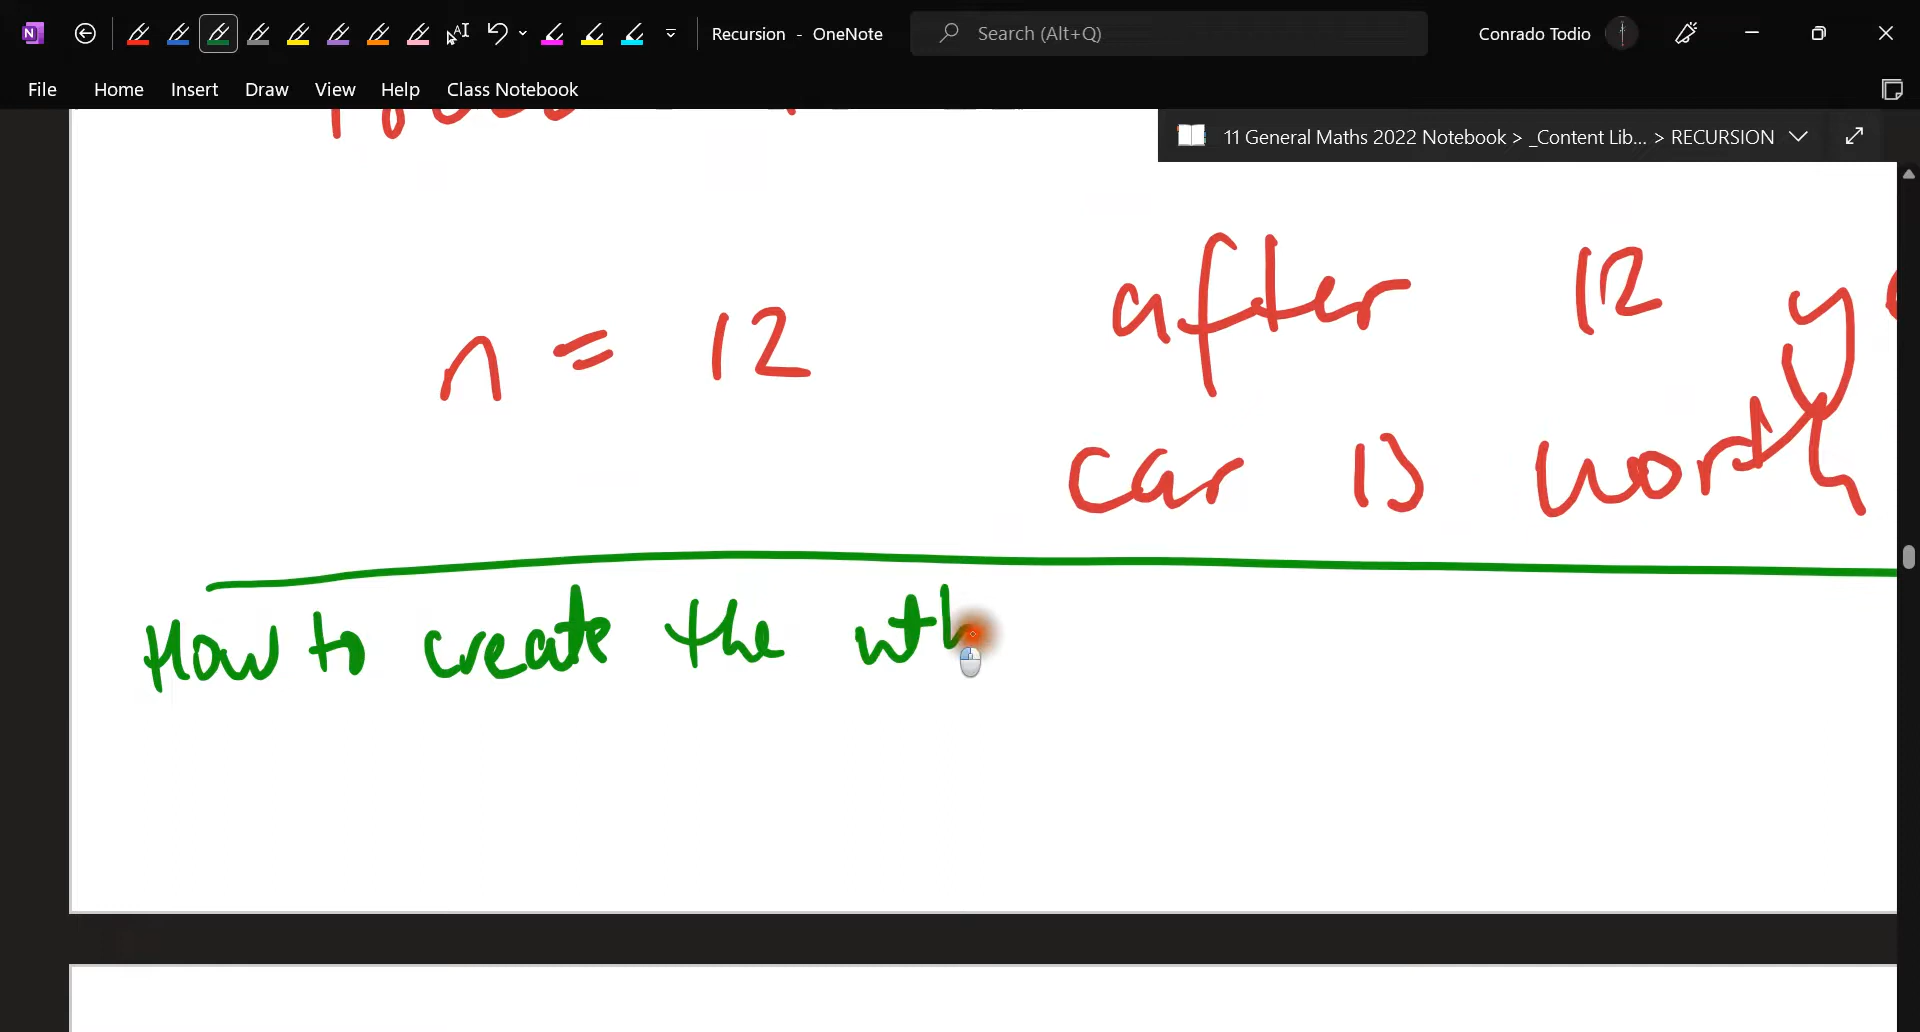 Recursion - OneNote
Search (Alt+Q)
Conrado Todio
File Home Insert Draw View Help Class Notebook
11 General Maths 2022 Notebook > _Content Lib... > RECURSION
n = 12
after 12
car is worth
How to create the nth